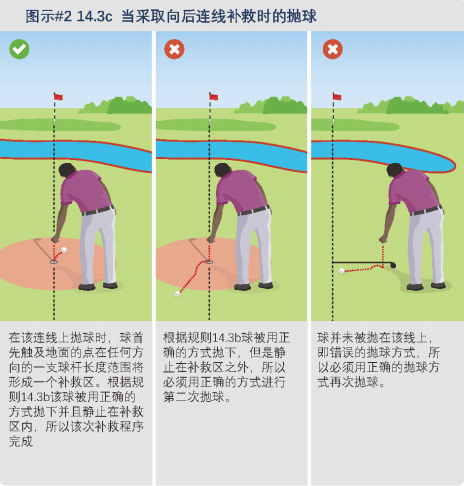 图示#2 14.3c 当采取向后连线补救时的抛球
在该连线上抛球时，球首
先触及地面的点在任何方
向的一支球杆长度范围将
形成一个补救区。根据规
则14.3b该球被用正确的
方式抛下并且静止在补救
区内，所以该次补救程序
完成
根据规则14.3b球被用正
确的方式抛下，但是静
止在补救区之外，所以
必须用正确的方式进行
第二次抛球。
球并未被抛在该线上，
即错误的抛球方式，所
以必须用正确的抛球方
式再次抛球。